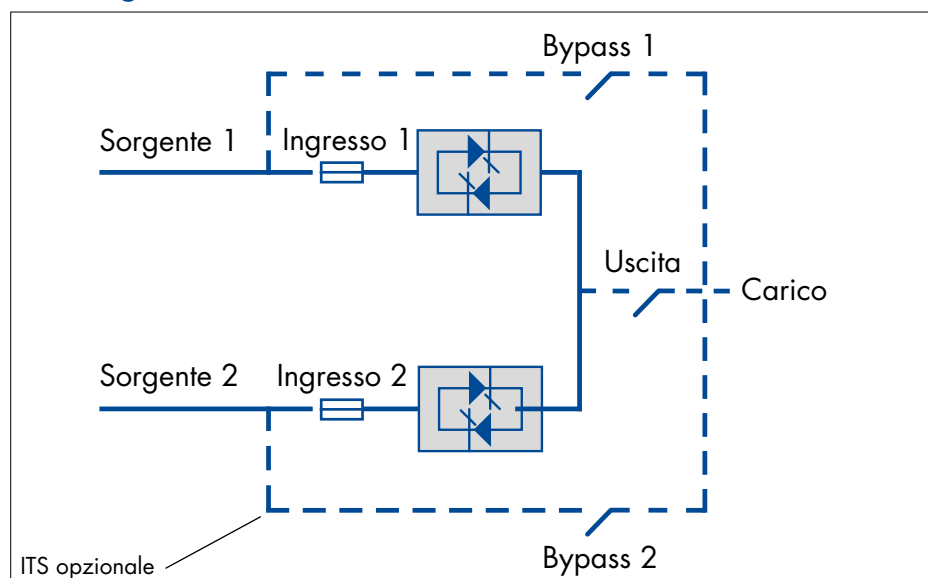 Bypass 1
Sorgente 1
Ingresso 1
Uscita
Carico
Sorgente 2
Ingresso 2
Bypass 2
ITS opzionale